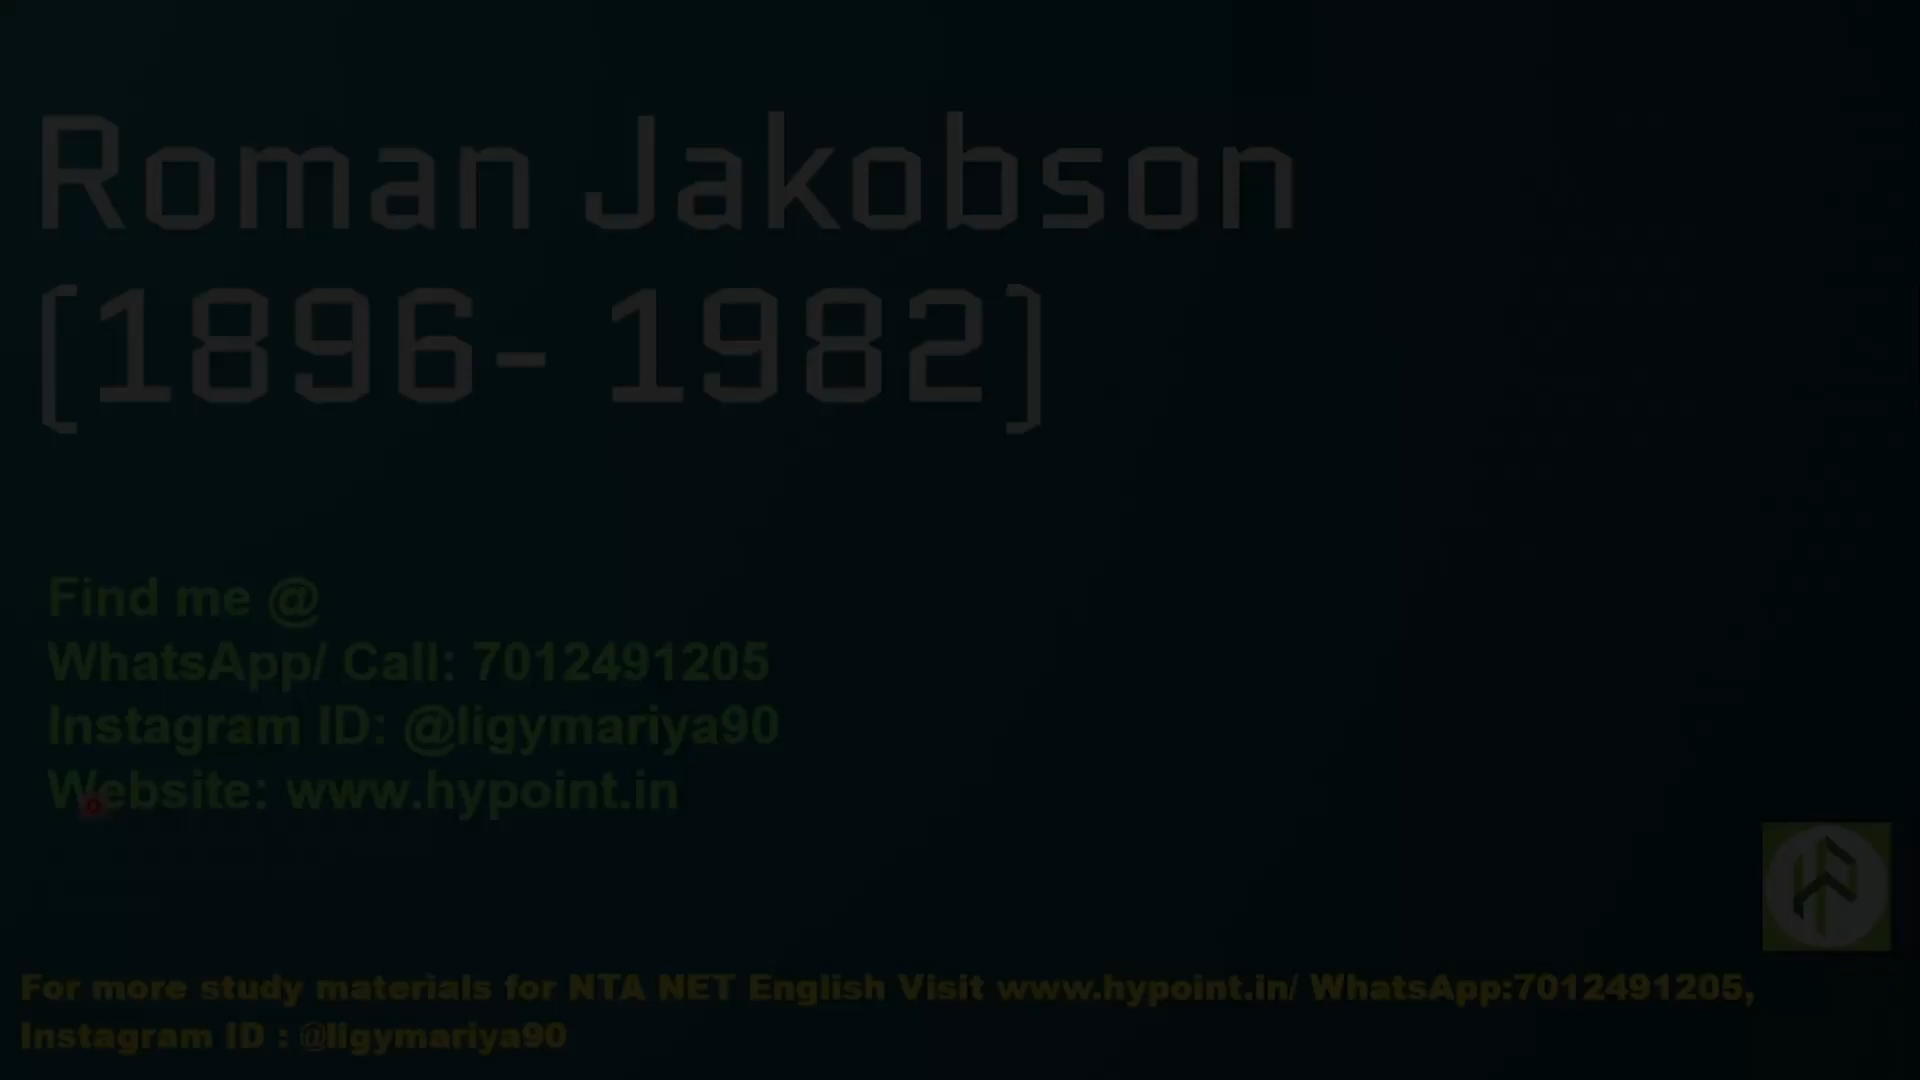 Roman Jakobson
(1896- 1982)
Find me @
WhatsApp/ Call: 7012491205
Instagram ID: @ligymariya90
Website: www.hypoint.in
For more study materials for NTA NET English Visit www.hypoint.in/ WhatsApp:7012491205,
Instagram ID : @ligymariya90